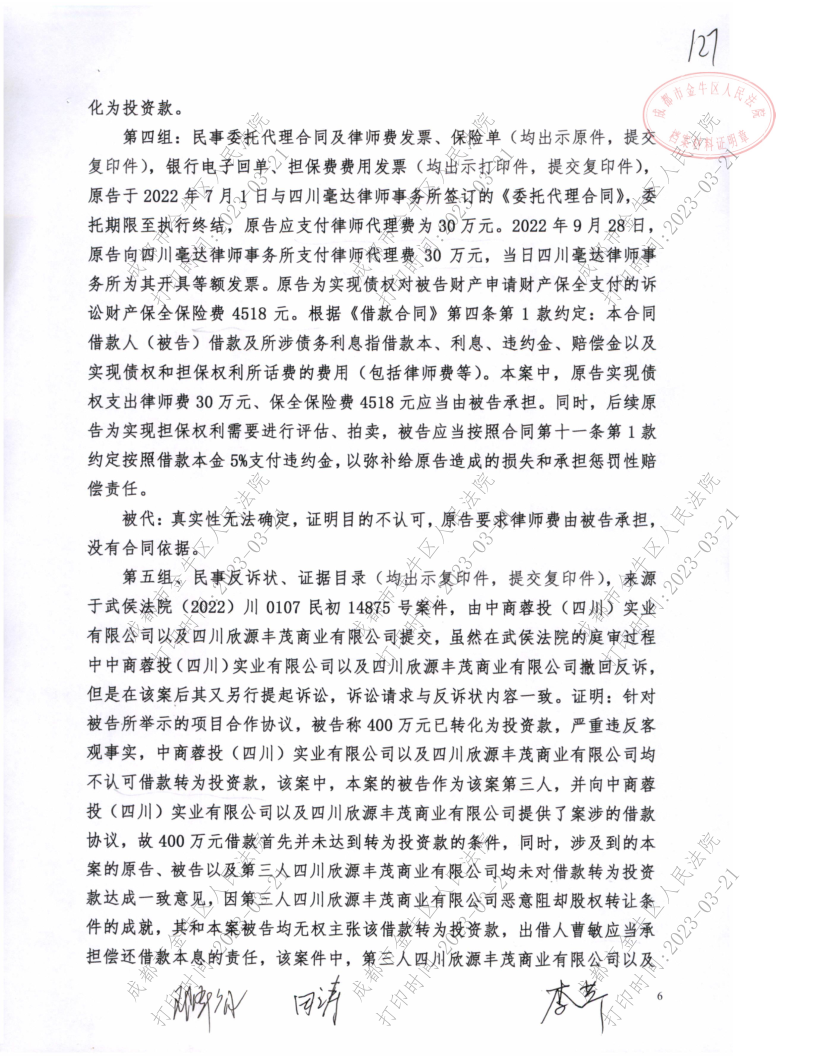 127
成都市金牛区人民法院
档案资料证明章
化为投资款。
第四组：民事委托代理合同及律师费发票、保险单（均出示原件，提交
复印件），银行电子回单、担保费费用发票（均出示打印件，提交复印件），
原告于 2022 年 7 月 1 日与四川毫达律师事务所签订的《委托代理合同》，委
托期限至执行终结，原告应支付律师代理费为 30 万元。2022 年 9 月 28 日，
原告向四川毫达律师事务所支付律师代理费 30 万元，当日四川毫达律师事
务所为其开具等额发票。原告为实现债权对被告财产申请财产保全支付的诉
讼财产保全保险费 4518 元。根据《借款合同》第四条第 1 款约定：本合同
借款人（被告）借款及所涉债务利息指借款本、利息、违约金、赔偿金以及
实现债权和担保权利所话费的费用（包括律师费等）。本案中，原告实现债
权支出律师费 30 万元、保全保险费 4518 元应当由被告承担。同时，后续原
告为实现担保权利需要进行评估、拍卖，被告应当按照合同第十一条第 1 款
约定按照借款本金 5%支付违约金，以弥补给原告造成的损失和承担惩罚性赔
偿责任。
被代：真实性无法确定，证明目的不认可，原告要求律师费由被告承担，
没有合同依据。
第五组、民事反诉状、证据目录（均出示复印件，提交复印件），来源
于武侯法院（2022）川 0107 民初 14875 号案件，由中商蓉投（四川）实业
有限公司以及四川欣源丰茂商业有限公司提交，虽然在武侯法院的庭审过程
中中商蓉投（四川）实业有限公司以及四川欣源丰茂商业有限公司撤回反诉，
但是在该案后其又另行提起诉讼，诉讼请求与反诉状内容一致。证明：针对
被告所举示的项目合作协议，被告称 400 万元已转化为投资款，严重违反客
观事实，中商蓉投（四川）实业有限公司以及四川欣源丰茂商业有限公司均
不认可借款转为投资款，该案中，本案的被告作为该案第三人，并向中商蓉
投（四川）实业有限公司以及四川欣源丰茂商业有限公司提供了案涉的借款
协议，故 400 万元借款首先并未达到转为投资款的条件，同时，涉及到的本
案的原告、被告以及第三人四川欣源丰茂商业有限公司均未对借款转为投资
款达成一致意见，因第三人四川欣源丰茂商业有限公司恶意阻却股权转让条
件的成就，其和本案被告均无权主张该借款转为投资款，出借人曹敏应当承
担偿还借款本息的责任，该案件中，第三人四川欣源丰茂商业有限公司以及
田涛
6
成都市金牛区人民法院
打印时间:2023-03-21